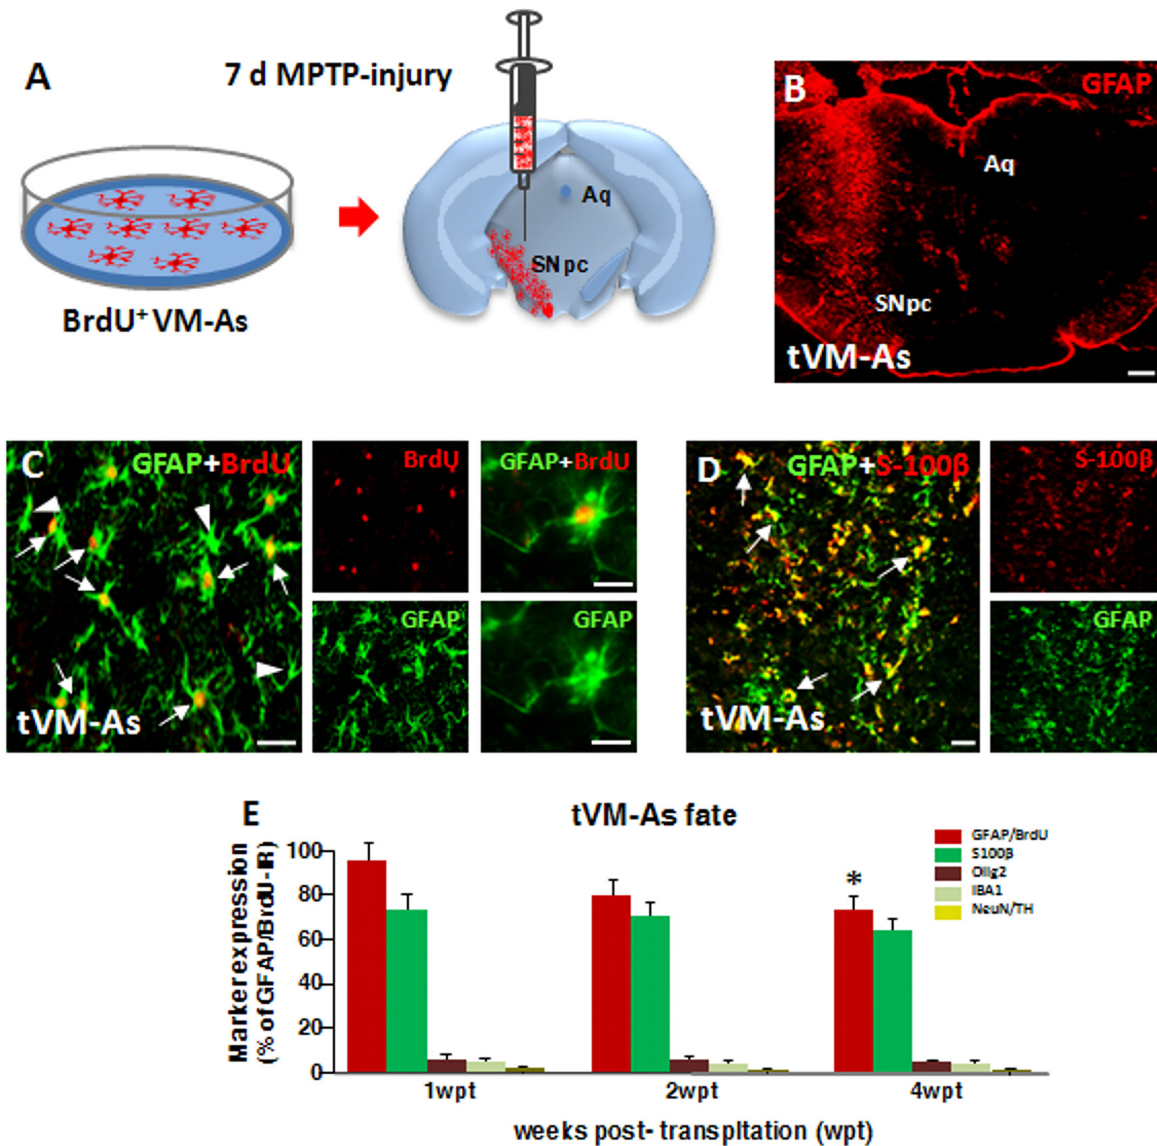 A
7 d MPTP-injury
Aq
SNpc
BrdU⁺ VM-As
B
GFAP
Aq
SNpc
tVM-As
C
GFAP+BrdU
tVM-As
BrdU
GFAP
GFAP+BrdU
GFAP
D
GFAP+S-100β
tVM-As
S-100β
GFAP
E
tVM-As fate
Marker expression
(% of GFAP/BrdU-IR)
100
80
60
40
20
0
*
GFAP/BrdU
S100β
Olig2
IBA1
NeuN/TH
1wpt
2wpt
4wpt
weeks post- transpltation (wpt)